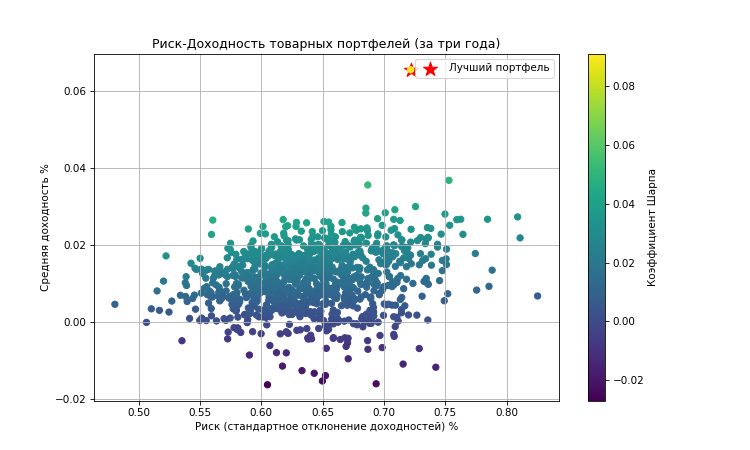 Риск-Доходность товарных портфелей (за три года)
Лучший портфель
Средняя доходность %
0.06
0.04
0.02
0.00
−0.02
0.50 0.55 0.60 0.65 0.70 0.75 0.80
Риск (стандартное отклонение доходностей) %
0.08
0.06
0.04
0.02
0.00
−0.02
Коэффициент Шарпа